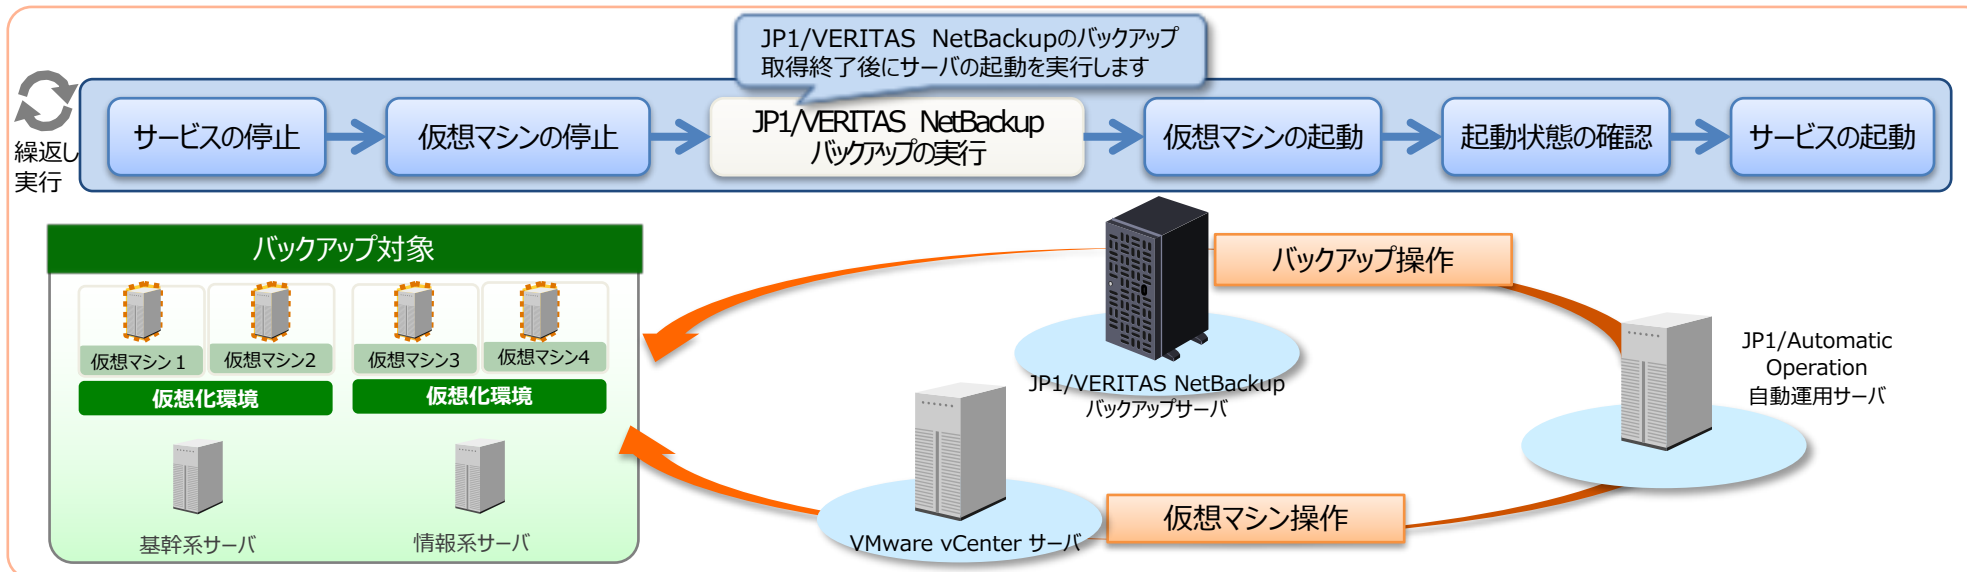 JP1/VERITAS NetBackupのバックアップ
取得終了後にサーバの起動を実行します
繰返し
実行
サービスの停止
仮想マシンの停止
JP1/VERITAS NetBackup
バックアップの実行
仮想マシンの起動
起動状態の確認
サービスの起動
バックアップ対象
仮想マシン1
仮想マシン2
仮想マシン3
仮想マシン4
仮想化環境
仮想化環境
基幹系サーバ
情報系サーバ
バックアップ操作
JP1/VERITAS NetBackup
バックアップサーバ
JP1/Automatic
Operation
自動運用サーバ
仮想マシン操作
VMware vCenter サーバ